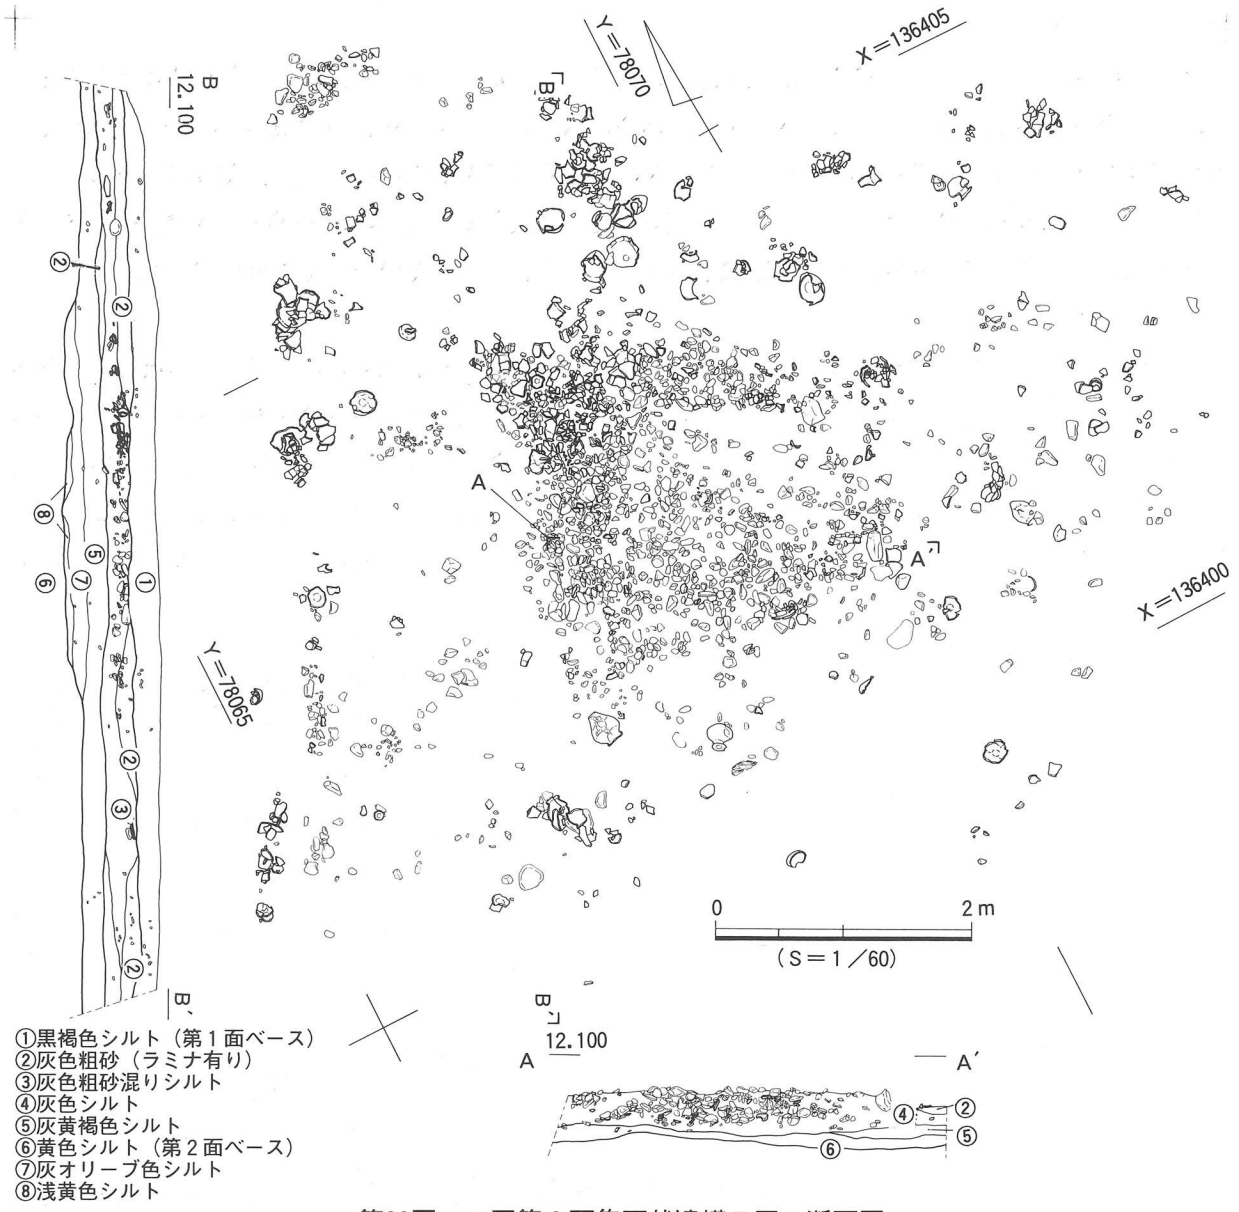 Y=78070
X=136405
B
12.100
B
②
②
A
A'
⑧
⑤
⑥
⑦
①
X=136400
Y=78065
②
③
0 2m
(S=1/60)
②
B'
B'
12.100
A
A'
①黒褐色シルト（第1面ベース）
②灰色粗砂（ラミナ有り）
③灰色粗砂混りシルト
④灰色シルト
⑤灰黄褐色シルト
⑥黄色シルト（第2面ベース）
⑦灰オリーブ色シルト
⑧浅黄色シルト
④
②
⑤
⑥